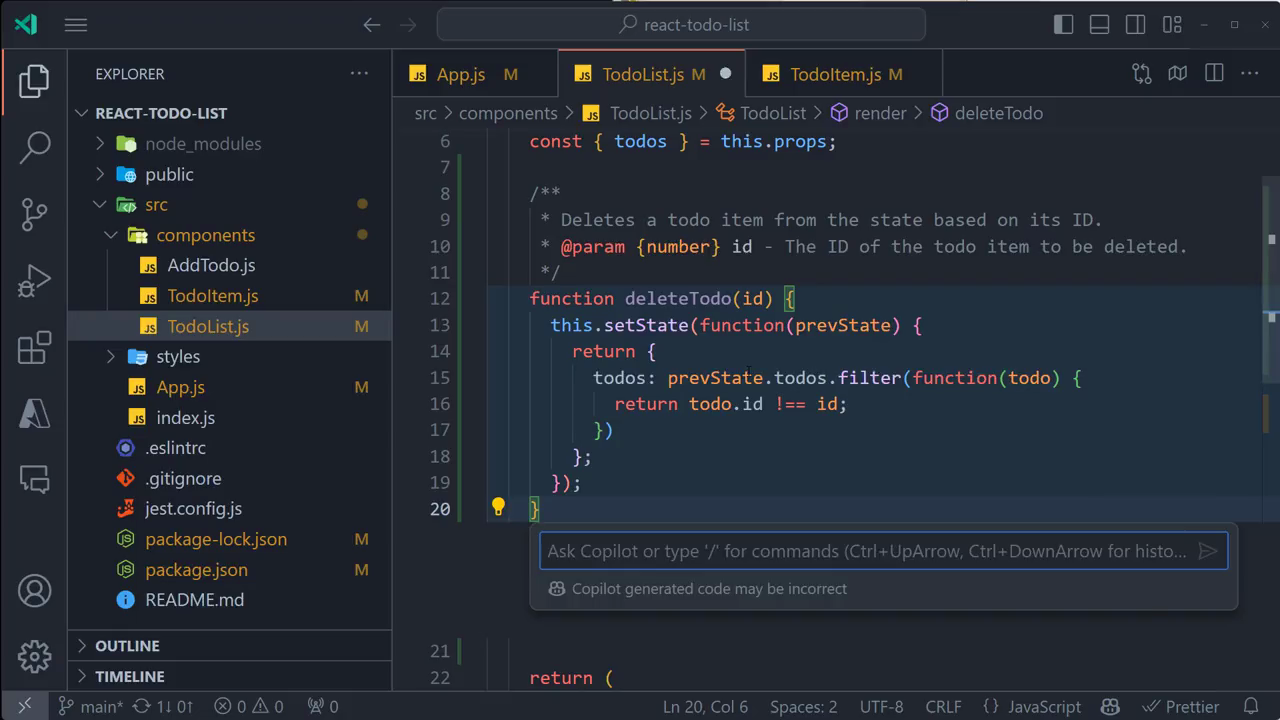 react-todo-list
EXPLORER
REACT-TODO-LIST
node_modules
public
src
components
AddTodo.js
TodoItem.js M
TodoList.js M
styles
App.js M
index.js
.eslintrc
.gitignore
jest.config.js
package-lock.json M
package.json M
README.md
OUTLINE
TIMELINE
JS App.js M
JS TodoList.js M
JS TodoItem.js M
src > components > JS TodoList.js > TodoList > render > deleteTodo
6 const { todos } = this.props;
7
8 /**
9 * Deletes a todo item from the state based on its ID.
10 * @param {number} id - The ID of the todo item to be deleted.
11 */
12 function deleteTodo(id) {
13 this.setState(function(prevState) {
14 return {
15 todos: prevState.todos.filter(function(todo) {
16 return todo.id !== id;
17 })
18 };
19 });
20 }
Ask Copilot or type '/' for commands (Ctrl+UpArrow, Ctrl+DownArrow for histo...
Copilot generated code may be incorrect
21
22 return (
main* 1↓ 0↑ 0 0 0 Ln 20, Col 6 Spaces: 2 UTF-8 CRLF {} JavaScript Prettier